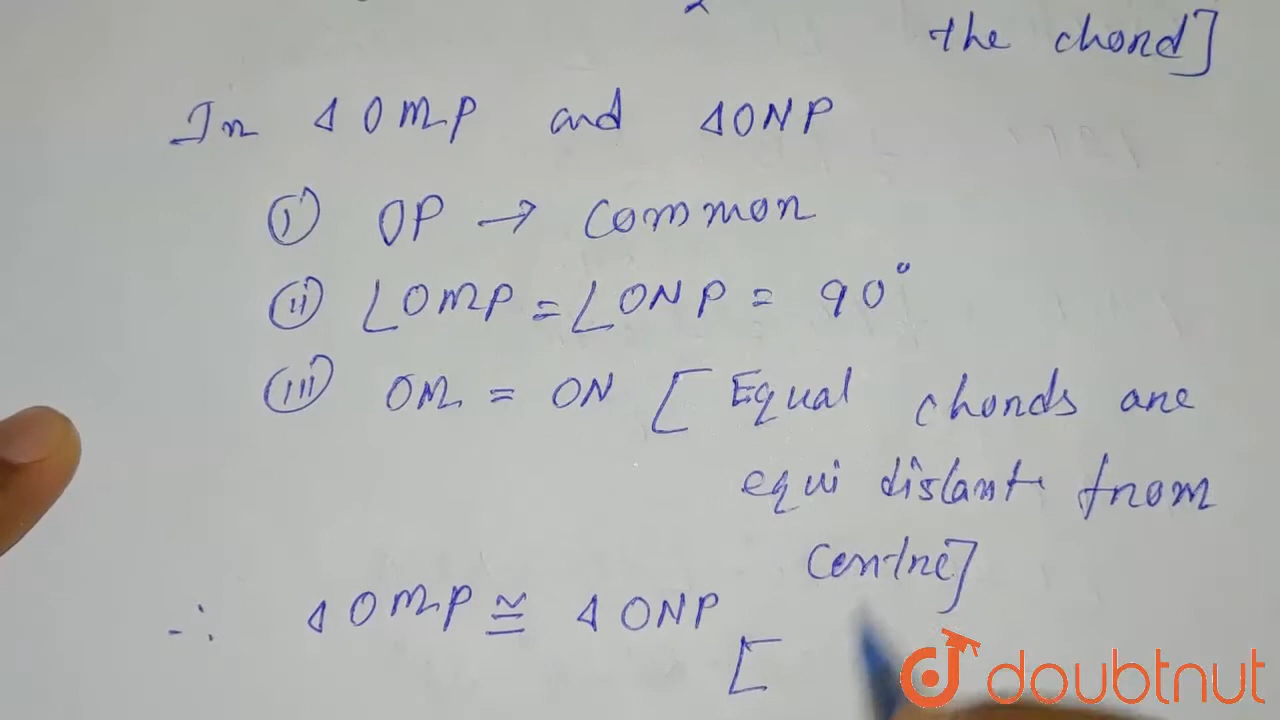 the chord]
In △OMP and △ONP
(i) OP → Common
(ii) ∠OMP = ∠ONP = 90°
(iii) OM = ON [Equal chords are
equi distant from
Centre]
∴ △OMP ≅ △ONP [
doubtnut